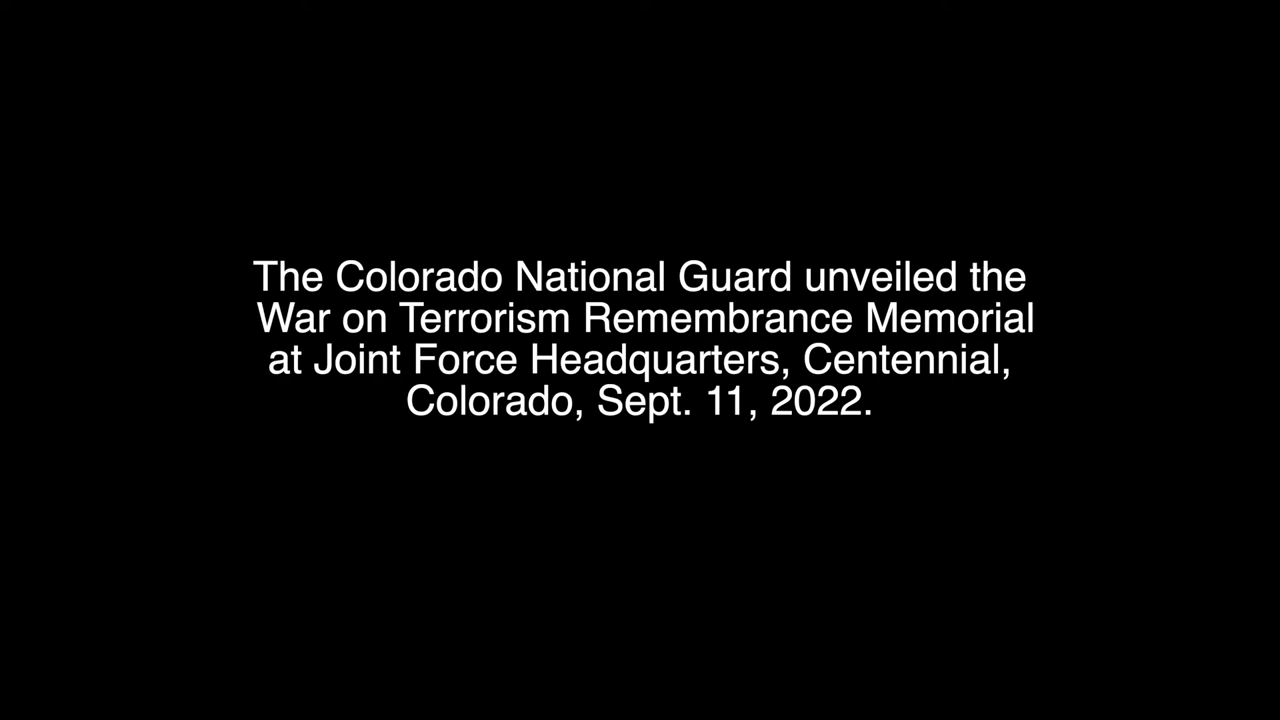 The Colorado National Guard unveiled the
War on Terrorism Remembrance Memorial
at Joint Force Headquarters, Centennial,
Colorado, Sept. 11, 2022.